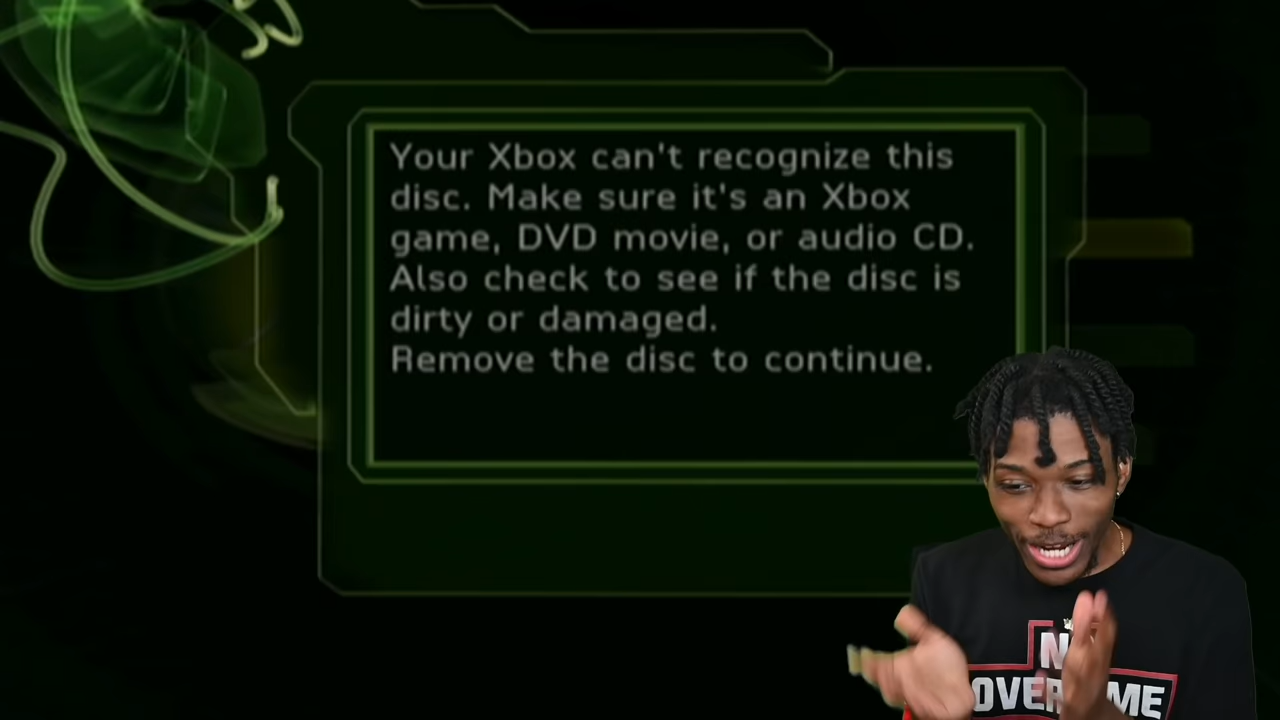 Your Xbox can't recognize this
disc. Make sure it's an Xbox
game, DVD movie, or audio CD.
Also check to see if the disc is
dirty or damaged.
Remove the disc to continue.